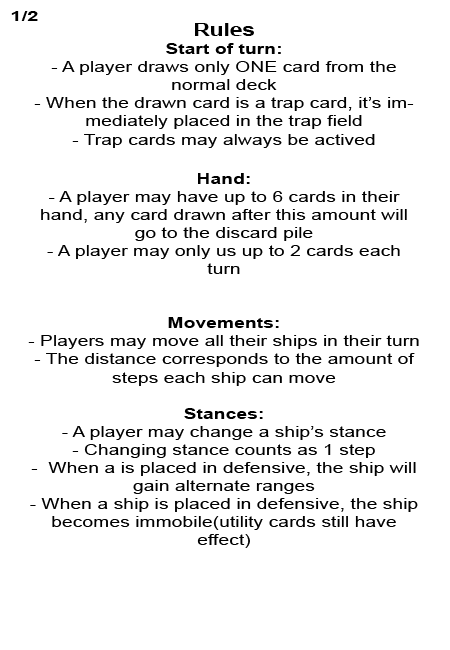 1/2
Rules
Start of turn:
- A player draws only ONE card from the
normal deck
- When the drawn card is a trap card, it's im-
mediately placed in the trap field
- Trap cards may always be actived
Hand:
- A player may have up to 6 cards in their
hand, any card drawn after this amount will
go to the discard pile
- A player may only us up to 2 cards each
turn
Movements:
- Players may move all their ships in their turn
- The distance corresponds to the amount of
steps each ship can move
Stances:
- A player may change a ship's stance
- Changing stance counts as 1 step
- When a is placed in defensive, the ship will
gain alternate ranges
- When a ship is placed in defensive, the ship
becomes immobile(utility cards still have
effect)